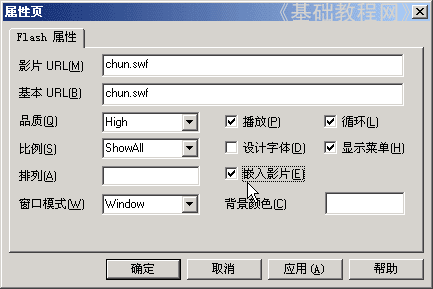 属性页
《基础教程网》
Flash 属性
影片 URL(M) chun.swf
基本 URL(B) chun.swf
品质(Q) High 播放(P) 循环(L)
比例(S) ShowAll 设计字体(D) 显示菜单(H)
排列(A) 嵌入影片(E)
窗口模式(W) Window 背景颜色(C)
确定 取消 应用(A) 帮助